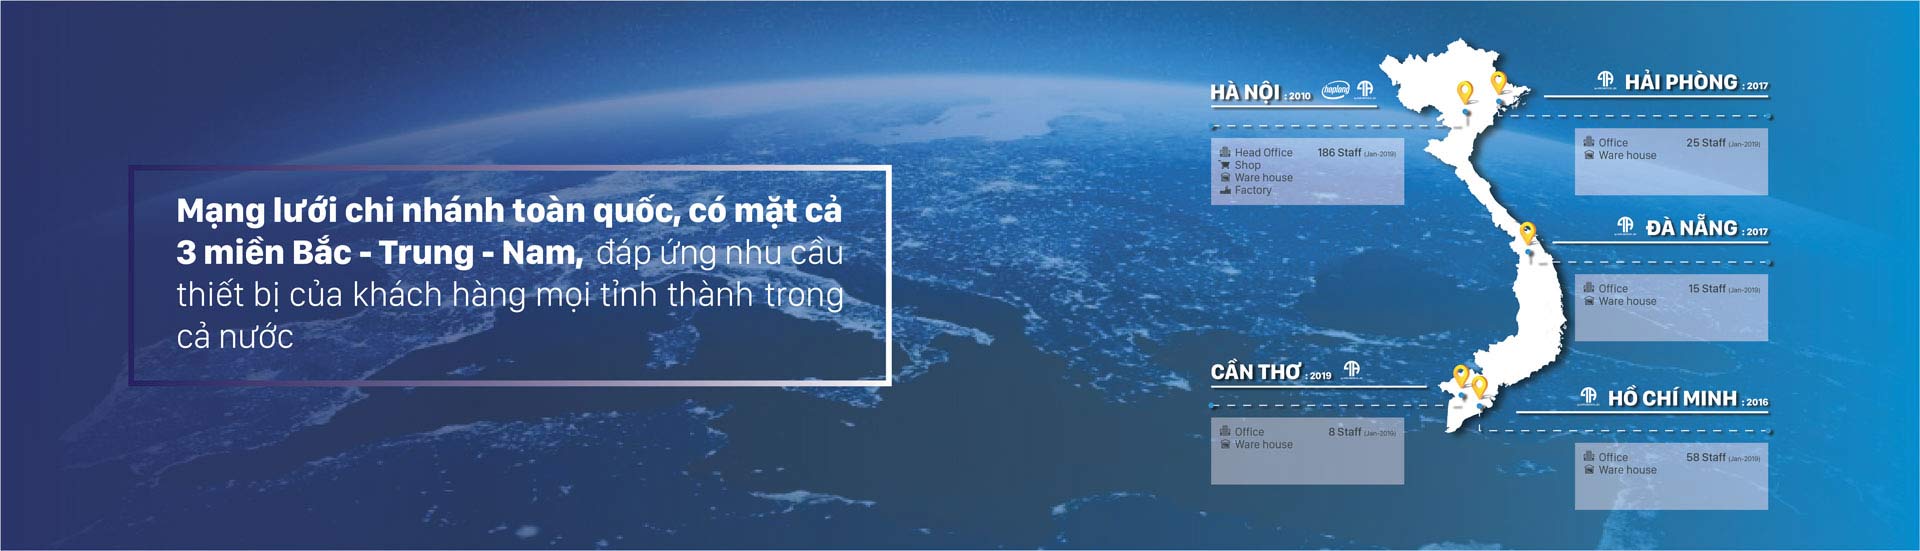 Mạng lưới chi nhánh toàn quốc, có mặt cả
3 miền Bắc - Trung - Nam, đáp ứng nhu cầu
thiết bị của khách hàng mọi tỉnh thành trong
cả nước
HÀ NỘI : 2010 haplong
Head Office 186 Staff (Jan-2019)
Shop
Ware house
Factory
HẢI PHÒNG : 2017
Office 25 Staff (Jan-2019)
Ware house
ĐÀ NẴNG : 2017
Office 15 Staff (Jan-2019)
Ware house
CẦN THƠ : 2019
Office 8 Staff (Jan-2019)
Ware house
HỒ CHÍ MINH : 2016
Office 58 Staff (Jan-2019)
Ware house